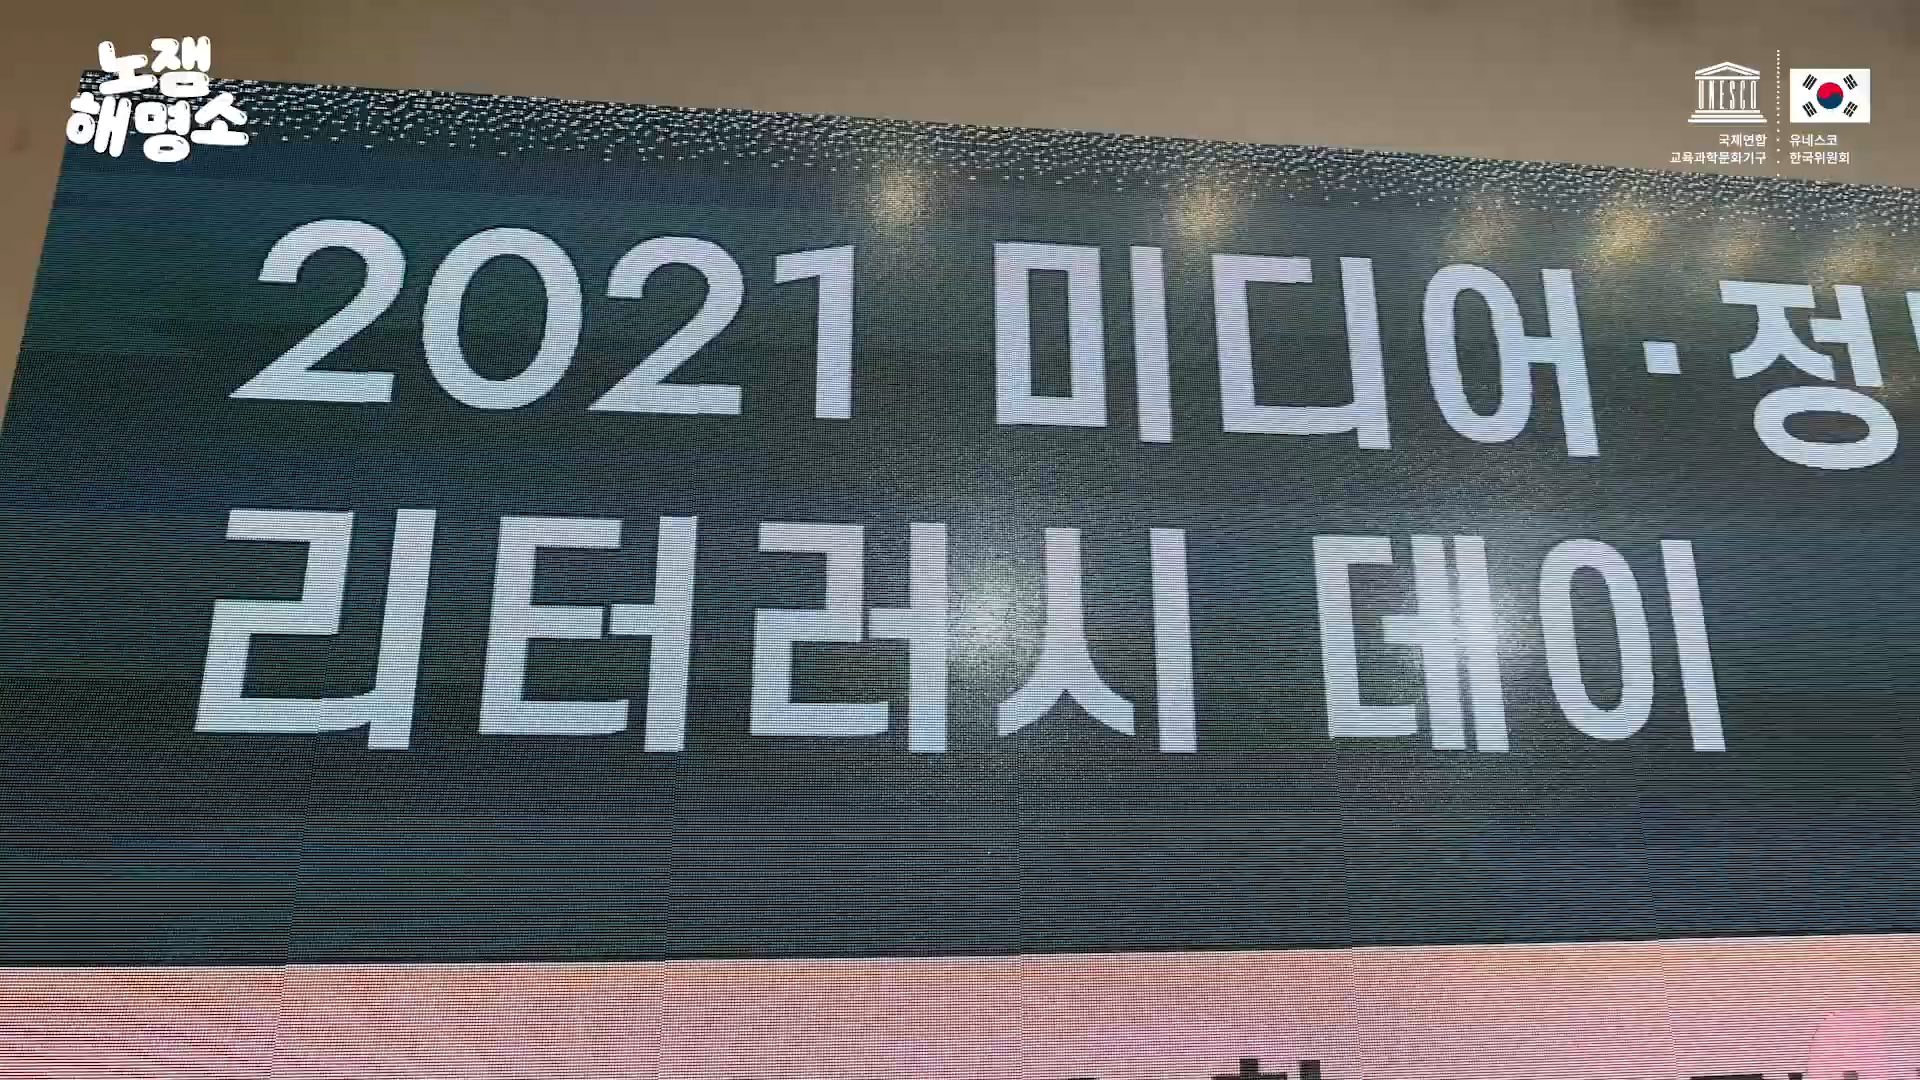 노잼
해명소
UNESCO
국제연합
교육과학문화기구
유네스코
한국위원회
2021 미디어·정
리터러시 데이